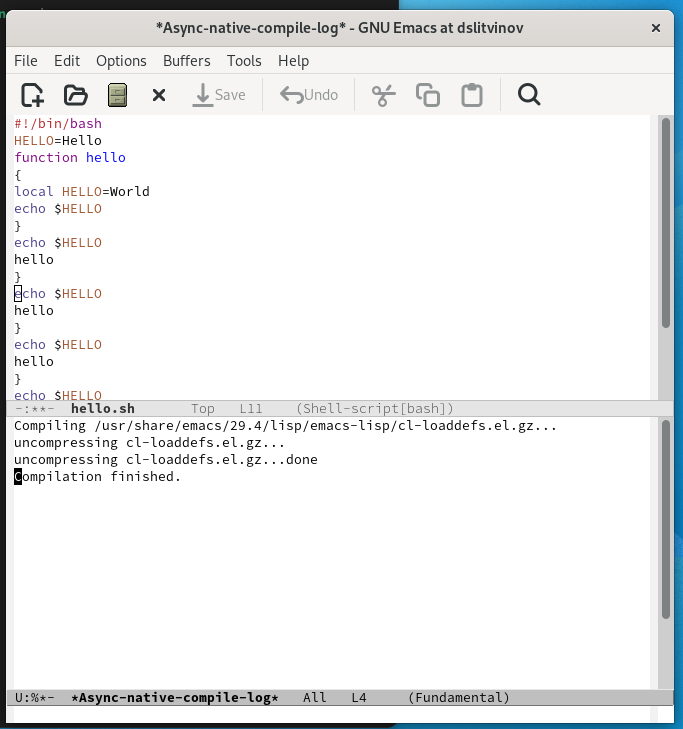 *Async-native-compile-log* - GNU Emacs at dslitvinov
File Edit Options Buffers Tools Help
Save Undo
#!/bin/bash
HELLO=Hello
function hello
{
local HELLO=World
echo $HELLO
}
echo $HELLO
hello
}
echo $HELLO
hello
}
echo $HELLO
hello
}
echo $HELLO
-:**- hello.sh Top L11 (Shell-script[bash])
Compiling /usr/share/emacs/29.4/lisp/emacs-lisp/cl-loaddefs.el.gz...
uncompressing cl-loaddefs.el.gz...
uncompressing cl-loaddefs.el.gz...done
Compilation finished.
U:%*- *Async-native-compile-log* All L4 (Fundamental)